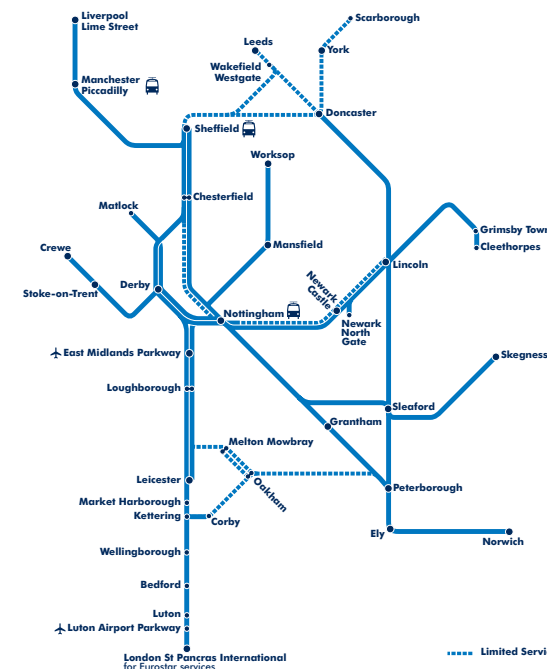 Liverpool
Lime Street
Scarborough
Leeds
York
Wakefield
Westgate
Manchester
Piccadilly
Doncaster
Sheffield
Worksop
Chesterfield
Matlock
Grimsby Town
Crewe
Mansfield
Cleethorpes
Lincoln
Stoke-on-Trent
Derby
Newark
Castle
Nottingham
Newark
North
Gate
East Midlands Parkway
Skegness
Loughborough
Sleaford
Grantham
Melton Mowbray
Leicester
Oakham
Peterborough
Market Harborough
Kettering
Corby
Ely
Norwich
Wellingborough
Bedford
Luton
Luton Airport Parkway
London St Pancras International
for Eurostar services
Limited Servi